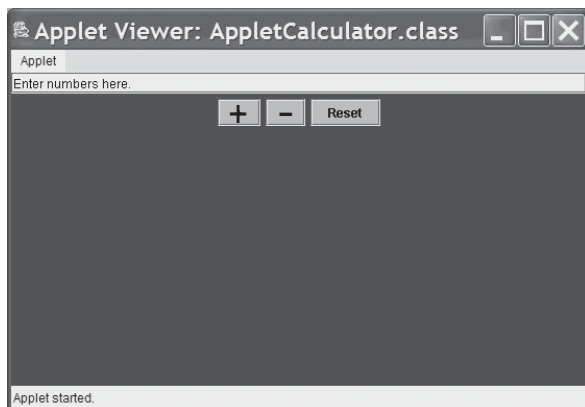 Applet Viewer: AppletCalculator.class
Applet
Enter numbers here.
+ - Reset
Applet started.